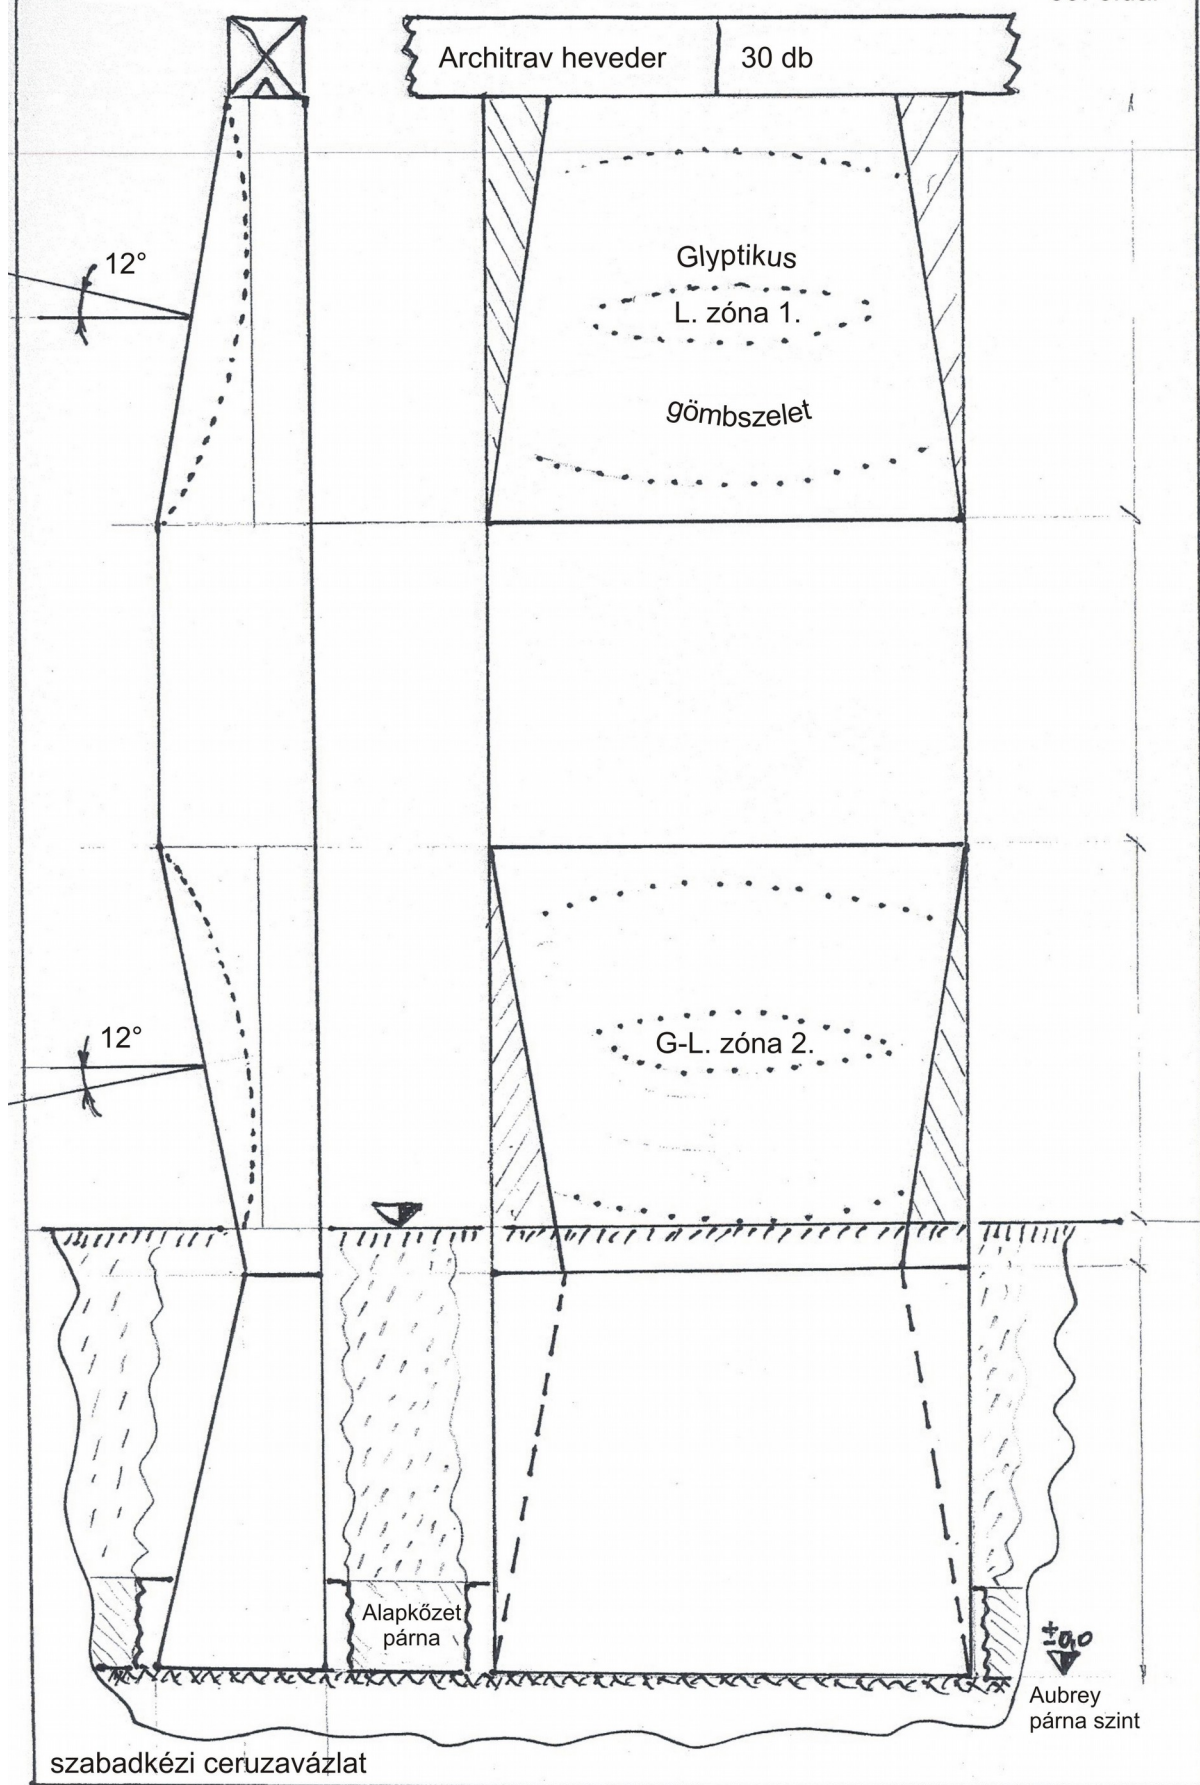 Architrav heveder 30 db
12°
Glyptikus
L. zóna 1.
gömbszelet
12°
G-L. zóna 2.
Alapkőzet
párna
±0,0
Aubrey
párna szint
szabadkézi ceruzavázlat